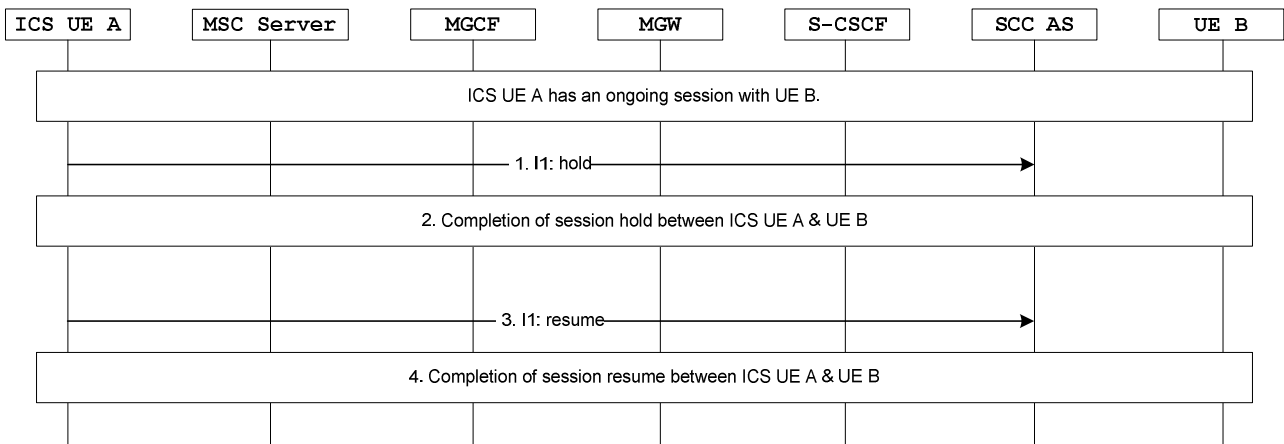 ICS UE A
MSC Server
MGCF
MGW
S-CSCF
SCC AS
UE B
ICS UE A has an ongoing session with UE B.
1. I1: hold
2. Completion of session hold between ICS UE A & UE B
3. I1: resume
4. Completion of session resume between ICS UE A & UE B